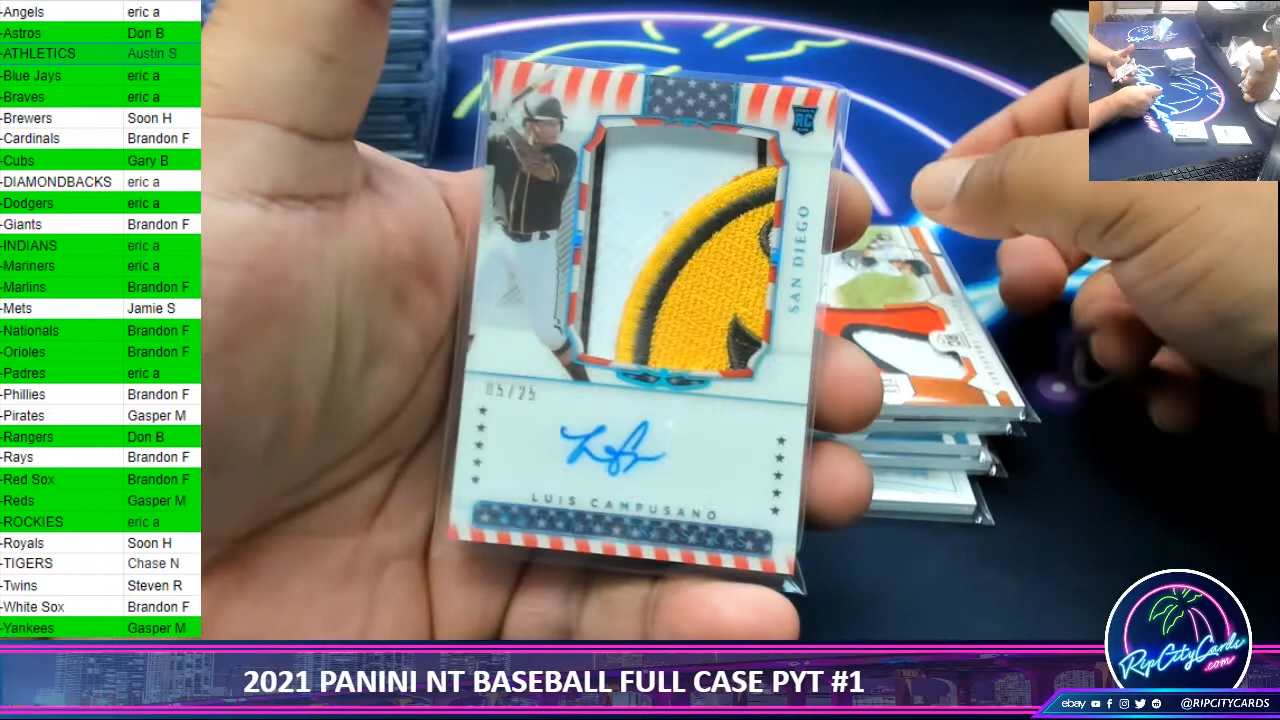 -Angels eric a
-Astros Don B
-ATHLETICS Austin S
-Blue Jays eric a
-Braves eric a
-Brewers Soon H
-Cardinals Brandon F
-Cubs Gary B
-DIAMONDBACKS eric a
-Dodgers eric a
-Giants Brandon F
-INDIANS eric a
-Mariners eric a
-Marlins Brandon F
-Mets Jamie S
-Nationals Brandon F
-Orioles Brandon F
-Padres eric a
-Phillies Brandon F
-Pirates Gasper M
-Rangers Don B
-Rays Brandon F
-Red Sox Brandon F
-Reds Gasper M
-ROCKIES eric a
-Royals Soon H
-TIGERS Chase N
-Twins Steven R
-White Sox Brandon F
-Yankees Gasper M
RC
SAN DIEGO
05/25
LUIS CAMPUSANO
2021 PANINI NT BASEBALL FULL CASE PYT #1
RipCityCards
.com
ebay @RIPCITYCARDS